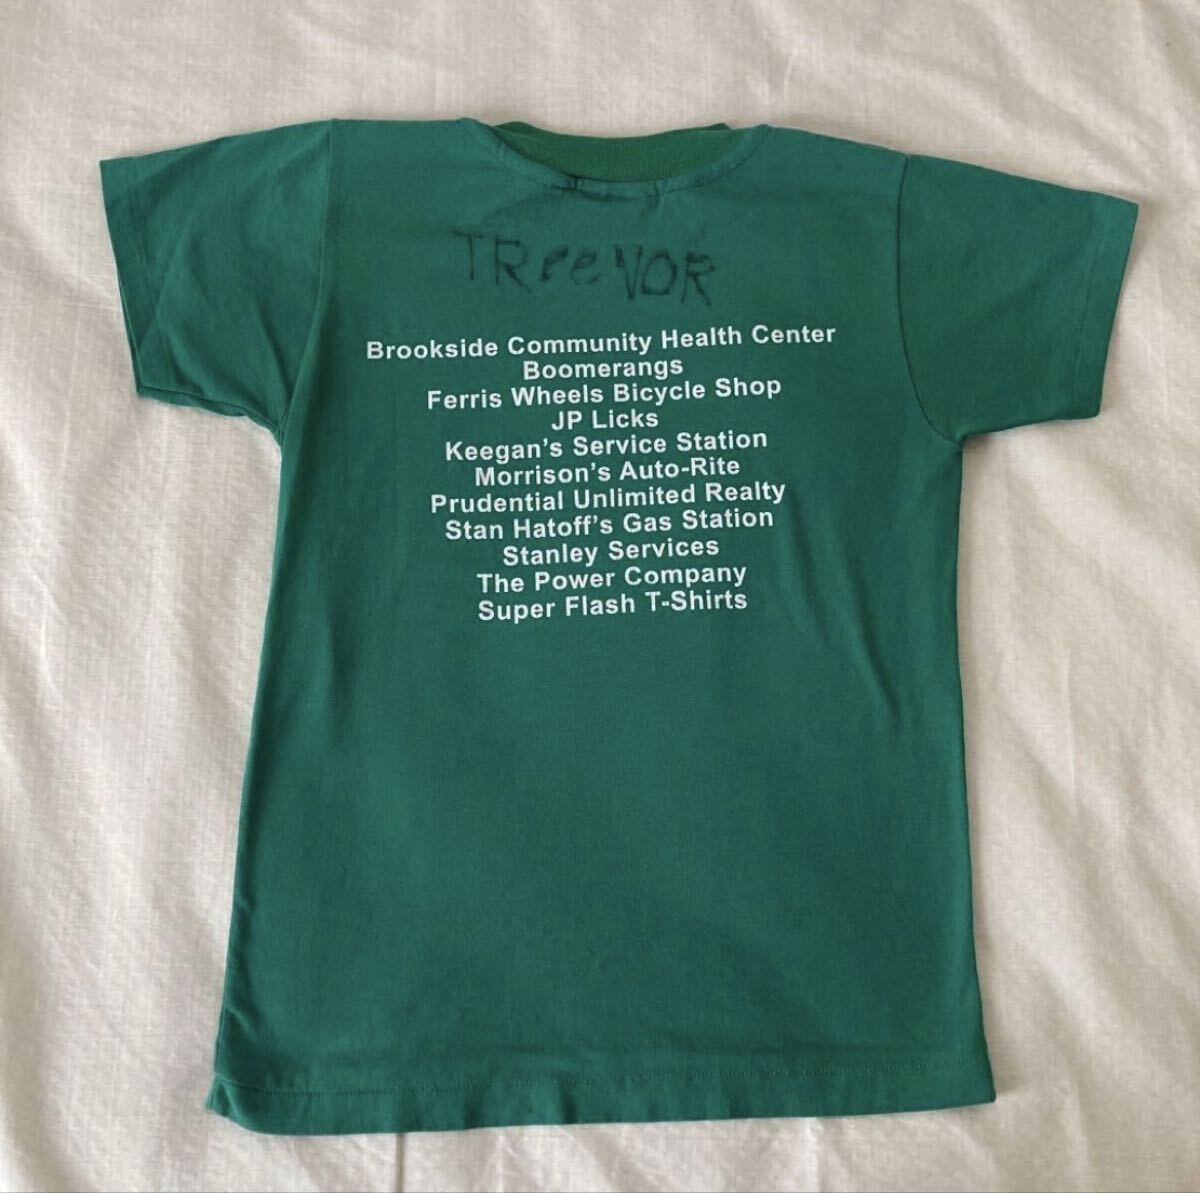 TRreeVOR
Brookside Community Health Center
Boomerangs
Ferris Wheels Bicycle Shop
JP Licks
Keegan's Service Station
Morrison's Auto-Rite
Prudential Unlimited Realty
Stan Hatoff's Gas Station
Stanley Services
The Power Company
Super Flash T-Shirts